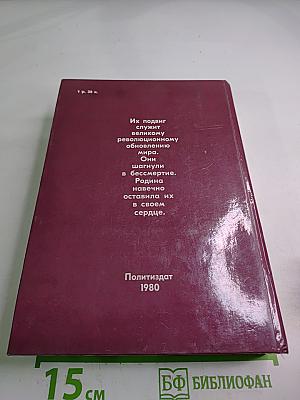 1 р. 30 к.
Их подвиг
служит
великому
революционному
обновлению
мира.
Они
шагнули
в бессмертие.
Родина
навечно
оставила их
в своем
сердце.
Политиздат
1980
15 см
БФ БИБЛИОФАН